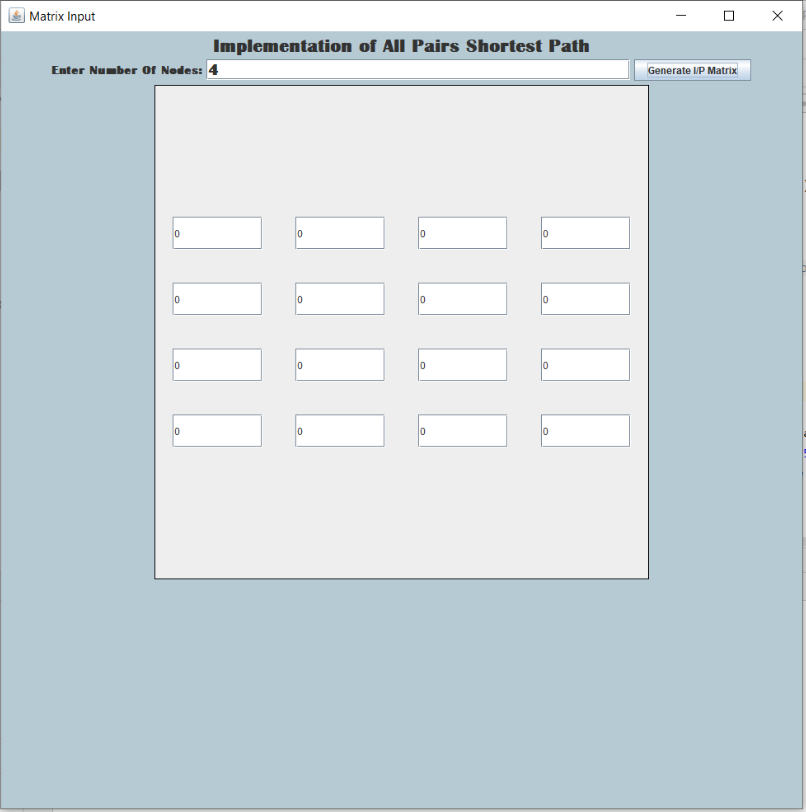 Matrix Input
Implementation of All Pairs Shortest Path
Enter Number Of Nodes: 4 Generate I/P Matrix
0 0 0 0
0 0 0 0
0 0 0 0
0 0 0 0